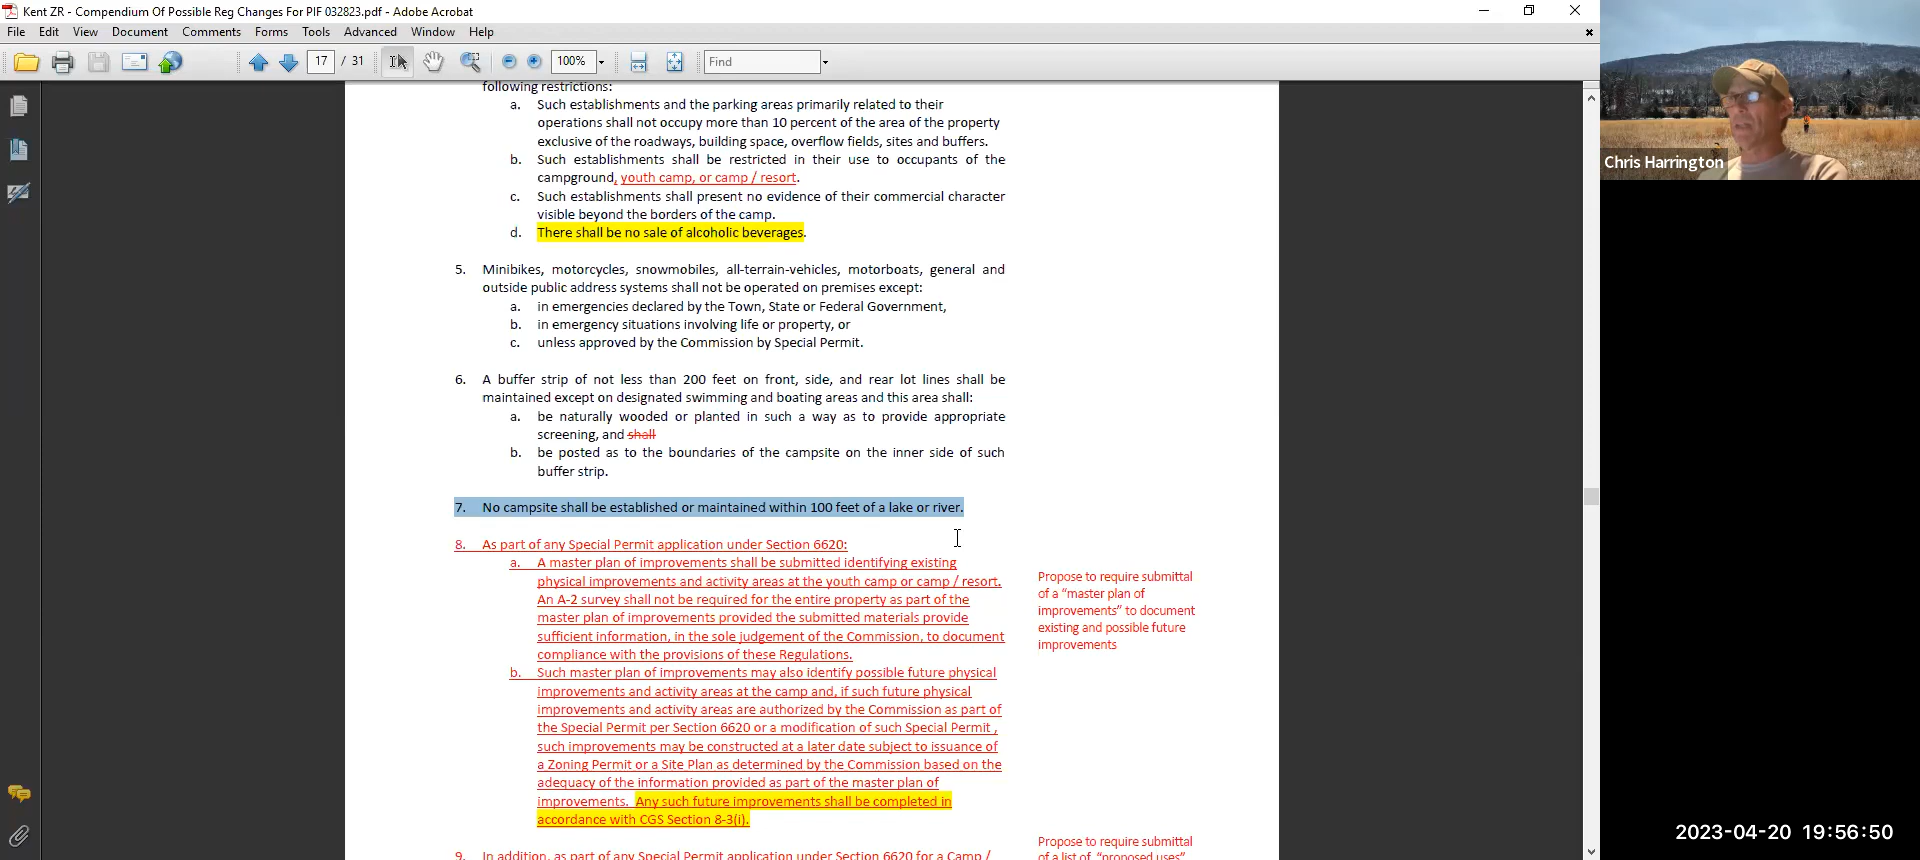 Kent ZR - Compendium Of Possible Reg Changes For PIF 032823.pdf - Adobe Acrobat
File Edit View Document Comments Forms Tools Advanced Window Help
17 / 31 100% Find
following restrictions:
a. Such establishments and the parking areas primarily related to their
operations shall not occupy more than 10 percent of the area of the property
exclusive of the roadways, building space, overflow fields, sites and buffers.
b. Such establishments shall be restricted in their use to occupants of the
campground, youth camp, or camp / resort.
c. Such establishments shall present no evidence of their commercial character
visible beyond the borders of the camp.
d. There shall be no sale of alcoholic beverages.
5. Minibikes, motorcycles, snowmobiles, all-terrain-vehicles, motorboats, general and
outside public address systems shall not be operated on premises except:
a. in emergencies declared by the Town, State or Federal Government,
b. in emergency situations involving life or property, or
c. unless approved by the Commission by Special Permit.
6. A buffer strip of not less than 200 feet on front, side, and rear lot lines shall be
maintained except on designated swimming and boating areas and this area shall:
a. be naturally wooded or planted in such a way as to provide appropriate
screening, and shall
b. be posted as to the boundaries of the campsite on the inner side of such
buffer strip.
7. No campsite shall be established or maintained within 100 feet of a lake or river.
8. As part of any Special Permit application under Section 6620:
a. A master plan of improvements shall be submitted identifying existing
physical improvements and activity areas at the youth camp or camp / resort.
An A-2 survey shall not be required for the entire property as part of the
master plan of improvements provided the submitted materials provide
sufficient information, in the sole judgement of the Commission, to document
compliance with the provisions of these Regulations.
b. Such master plan of improvements may also identify possible future physical
improvements and activity areas at the camp and, if such future physical
improvements and activity areas are authorized by the Commission as part of
the Special Permit per Section 6620 or a modification of such Special Permit ,
such improvements may be constructed at a later date subject to issuance of
a Zoning Permit or a Site Plan as determined by the Commission based on the
adequacy of the information provided as part of the master plan of
improvements. Any such future improvements shall be completed in
accordance with CGS Section 8-3(i).
9. In addition, as part of any Special Permit application under Section 6620 for a Camp /
Propose to require submittal
of a “master plan of
improvements” to document
existing and possible future
improvements
Propose to require submittal
of a list of “proposed uses”
Chris Harrington
2023-04-20 19:56:50